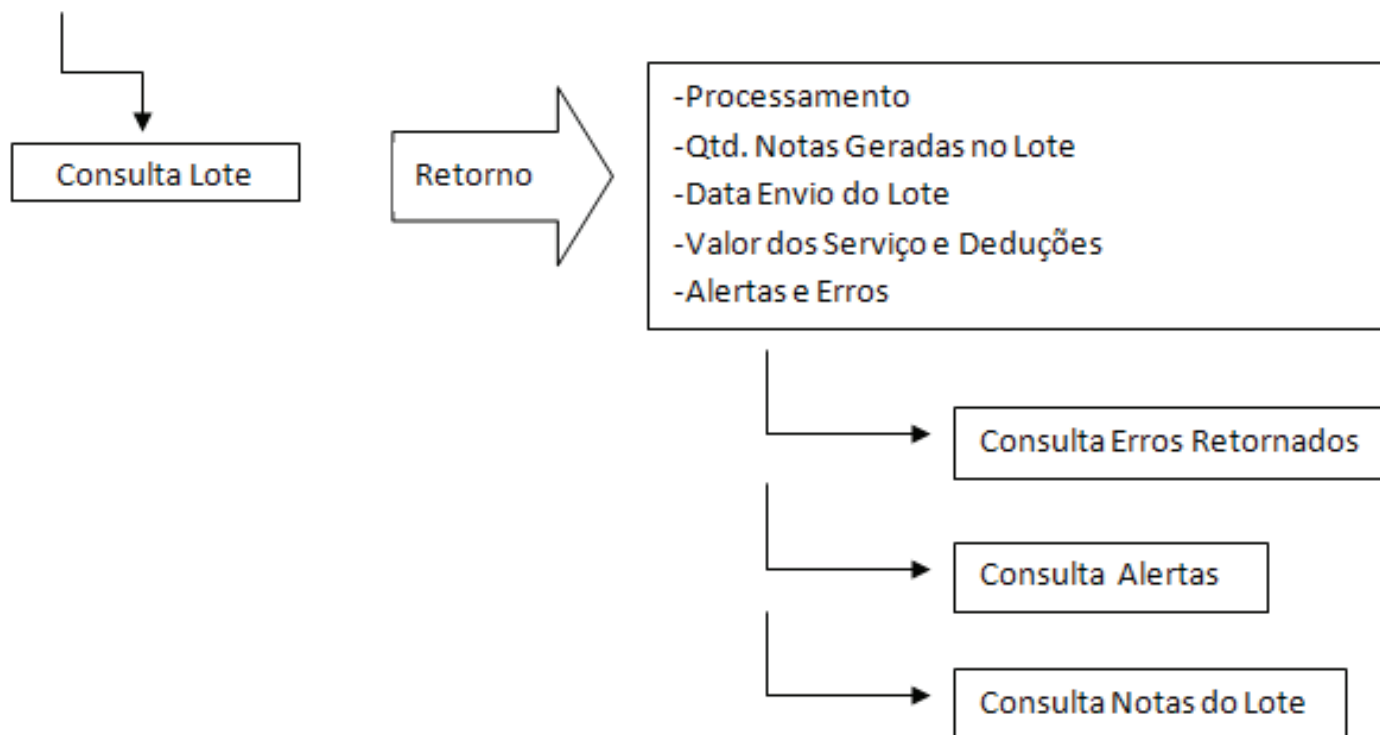 Consulta Lote
Retorno
-Processamento
-Qtd. Notas Geradas no Lote
-Data Envio do Lote
-Valor dos Serviço e Deduções
-Alertas e Erros
Consulta Erros Retornados
Consulta Alertas
Consulta Notas do Lote